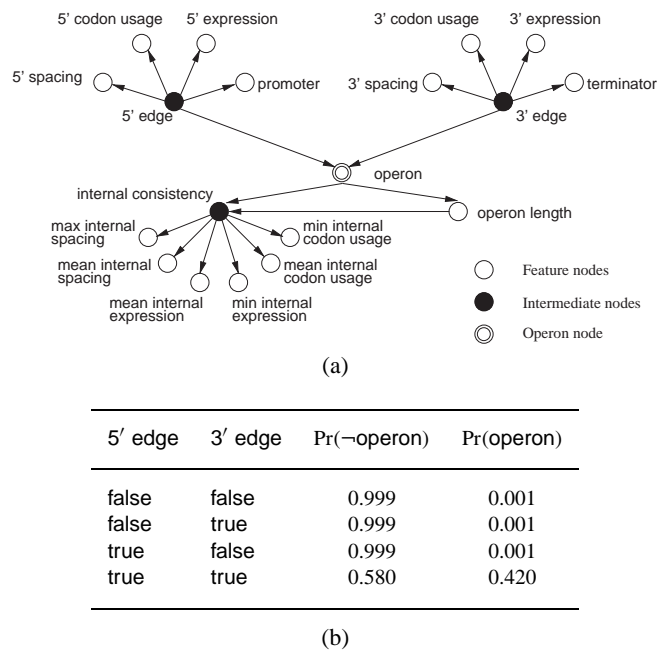 5' codon usage
5' expression
5' spacing
promoter
5' edge
3' codon usage
3' expression
3' spacing
terminator
3' edge
operon
internal consistency
operon length
max internal
spacing
min internal
codon usage
mean internal
spacing
mean internal
codon usage
mean internal
expression
min internal
expression
Feature nodes
Intermediate nodes
Operon node
(a)
5′ edge 3′ edge Pr(¬operon) Pr(operon)
false false 0.999 0.001
false true 0.999 0.001
true false 0.999 0.001
true true 0.580 0.420
(b)